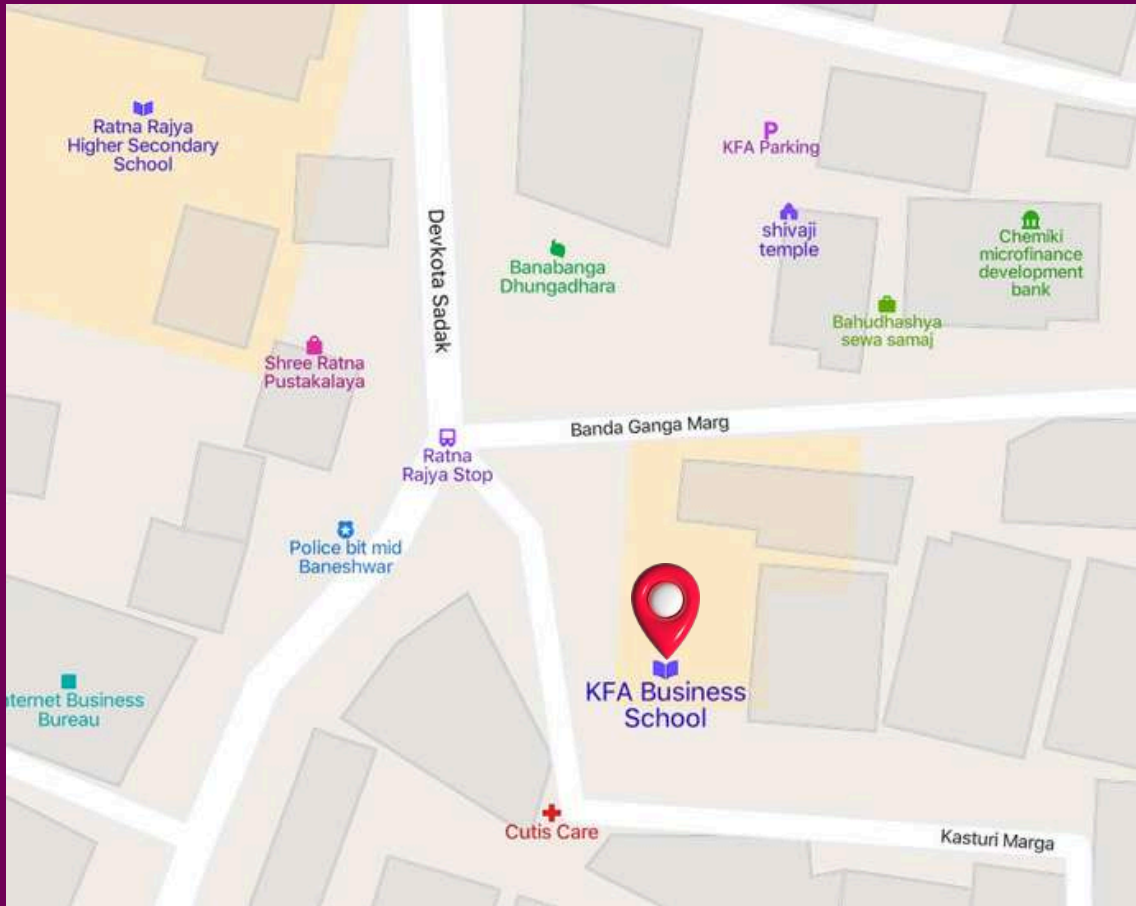 Ratna Rajya
Higher Secondary
School
P
KFA Parking
shivaji
temple
Chemiki
microfinance
development
bank
Devkota Sadak
Banabanga
Dhungadhara
Bahudhashya
sewa samaj
Shree Ratna
Pustakalaya
Banda Ganga Marg
Ratna
Rajya Stop
Police bit mid
Baneshwar
KFA Business
School
nternet Business
Bureau
Cutis Care
Kasturi Marga